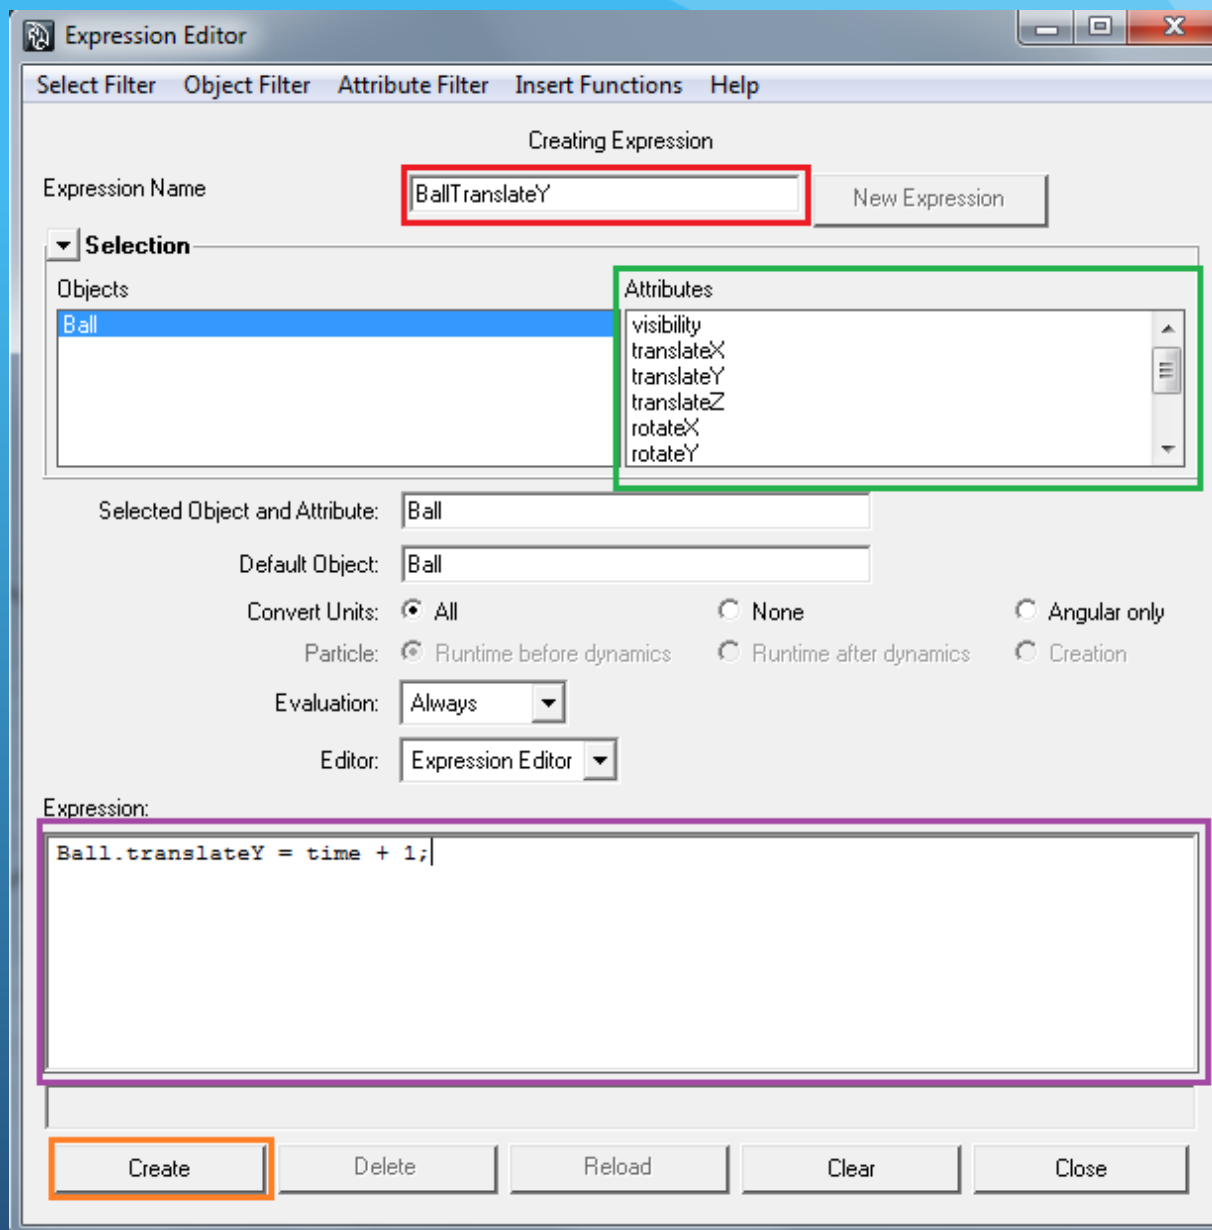 Expression Editor
Select Filter Object Filter Attribute Filter Insert Functions Help
Creating Expression
Expression Name BallTranslateY New Expression
Selection
Objects Attributes
Ball visibility
translateX
translateY
translateZ
rotateX
rotateY
Selected Object and Attribute: Ball
Default Object: Ball
Convert Units: All None Angular only
Particle: Runtime before dynamics Runtime after dynamics Creation
Evaluation: Always
Editor: Expression Editor
Expression:
Ball.translateY = time + 1;
Create Delete Reload Clear Close